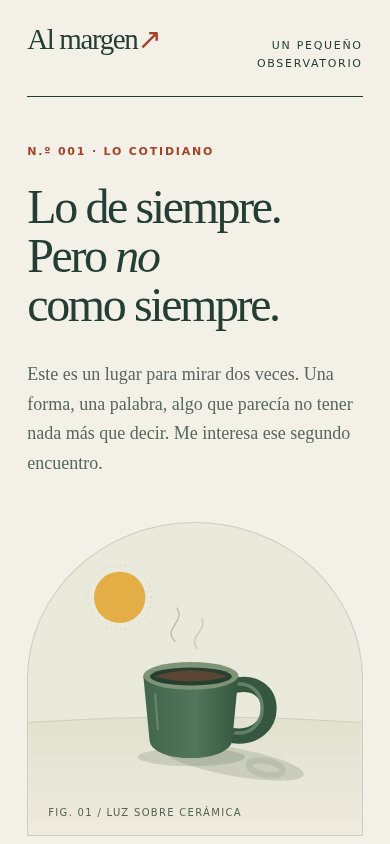 Al margen↗
UN PEQUEÑO
OBSERVATORIO
N.º 001 · LO COTIDIANO
Lo de siempre.
Pero no
como siempre.
Este es un lugar para mirar dos veces. Una
forma, una palabra, algo que parecía no tener
nada más que decir. Me interesa ese segundo
encuentro.
FIG. 01 / LUZ SOBRE CERÁMICA